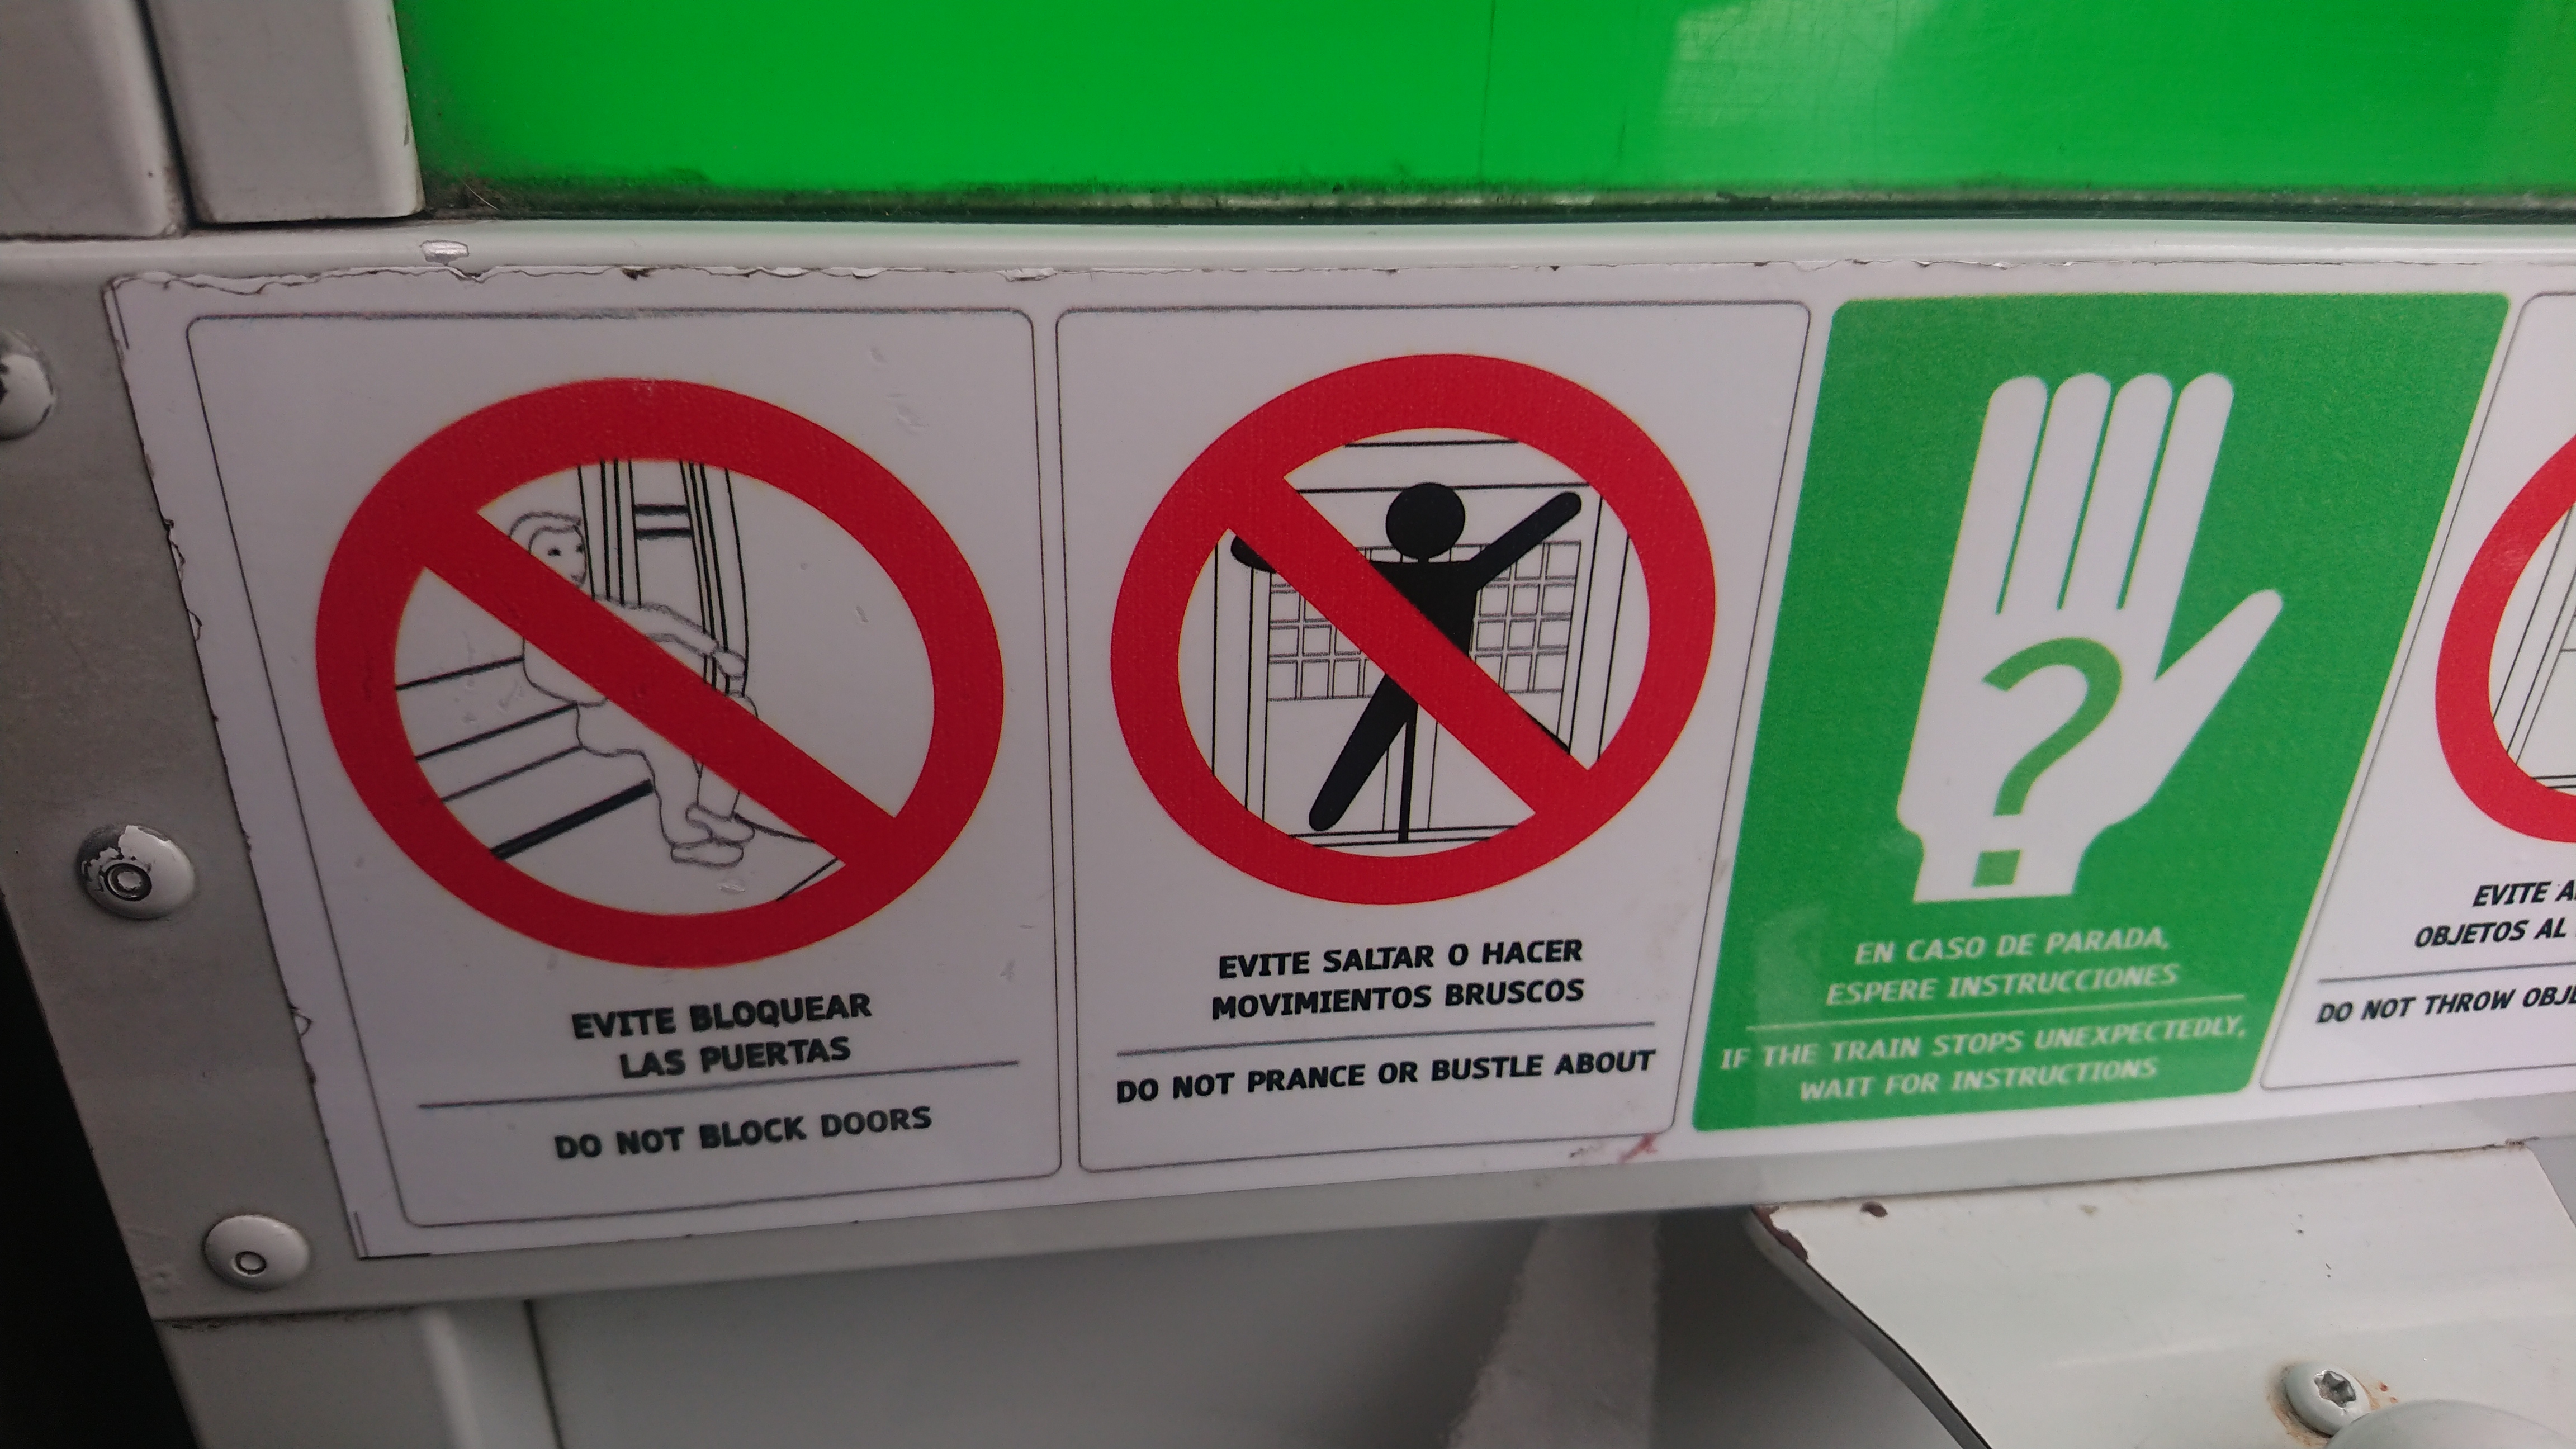 EVITE BLOQUEAR
LAS PUERTAS
DO NOT BLOCK DOORS
EVITE SALTAR O HACER
MOVIMIENTOS BRUSCOS
DO NOT PRANCE OR BUSTLE ABOUT
?
EN CASO DE PARADA,
ESPERE INSTRUCCIONES
IF THE TRAIN STOPS UNEXPECTEDLY,
WAIT FOR INSTRUCTIONS
EVITE
OBJETOS AL
DO NOT THROW